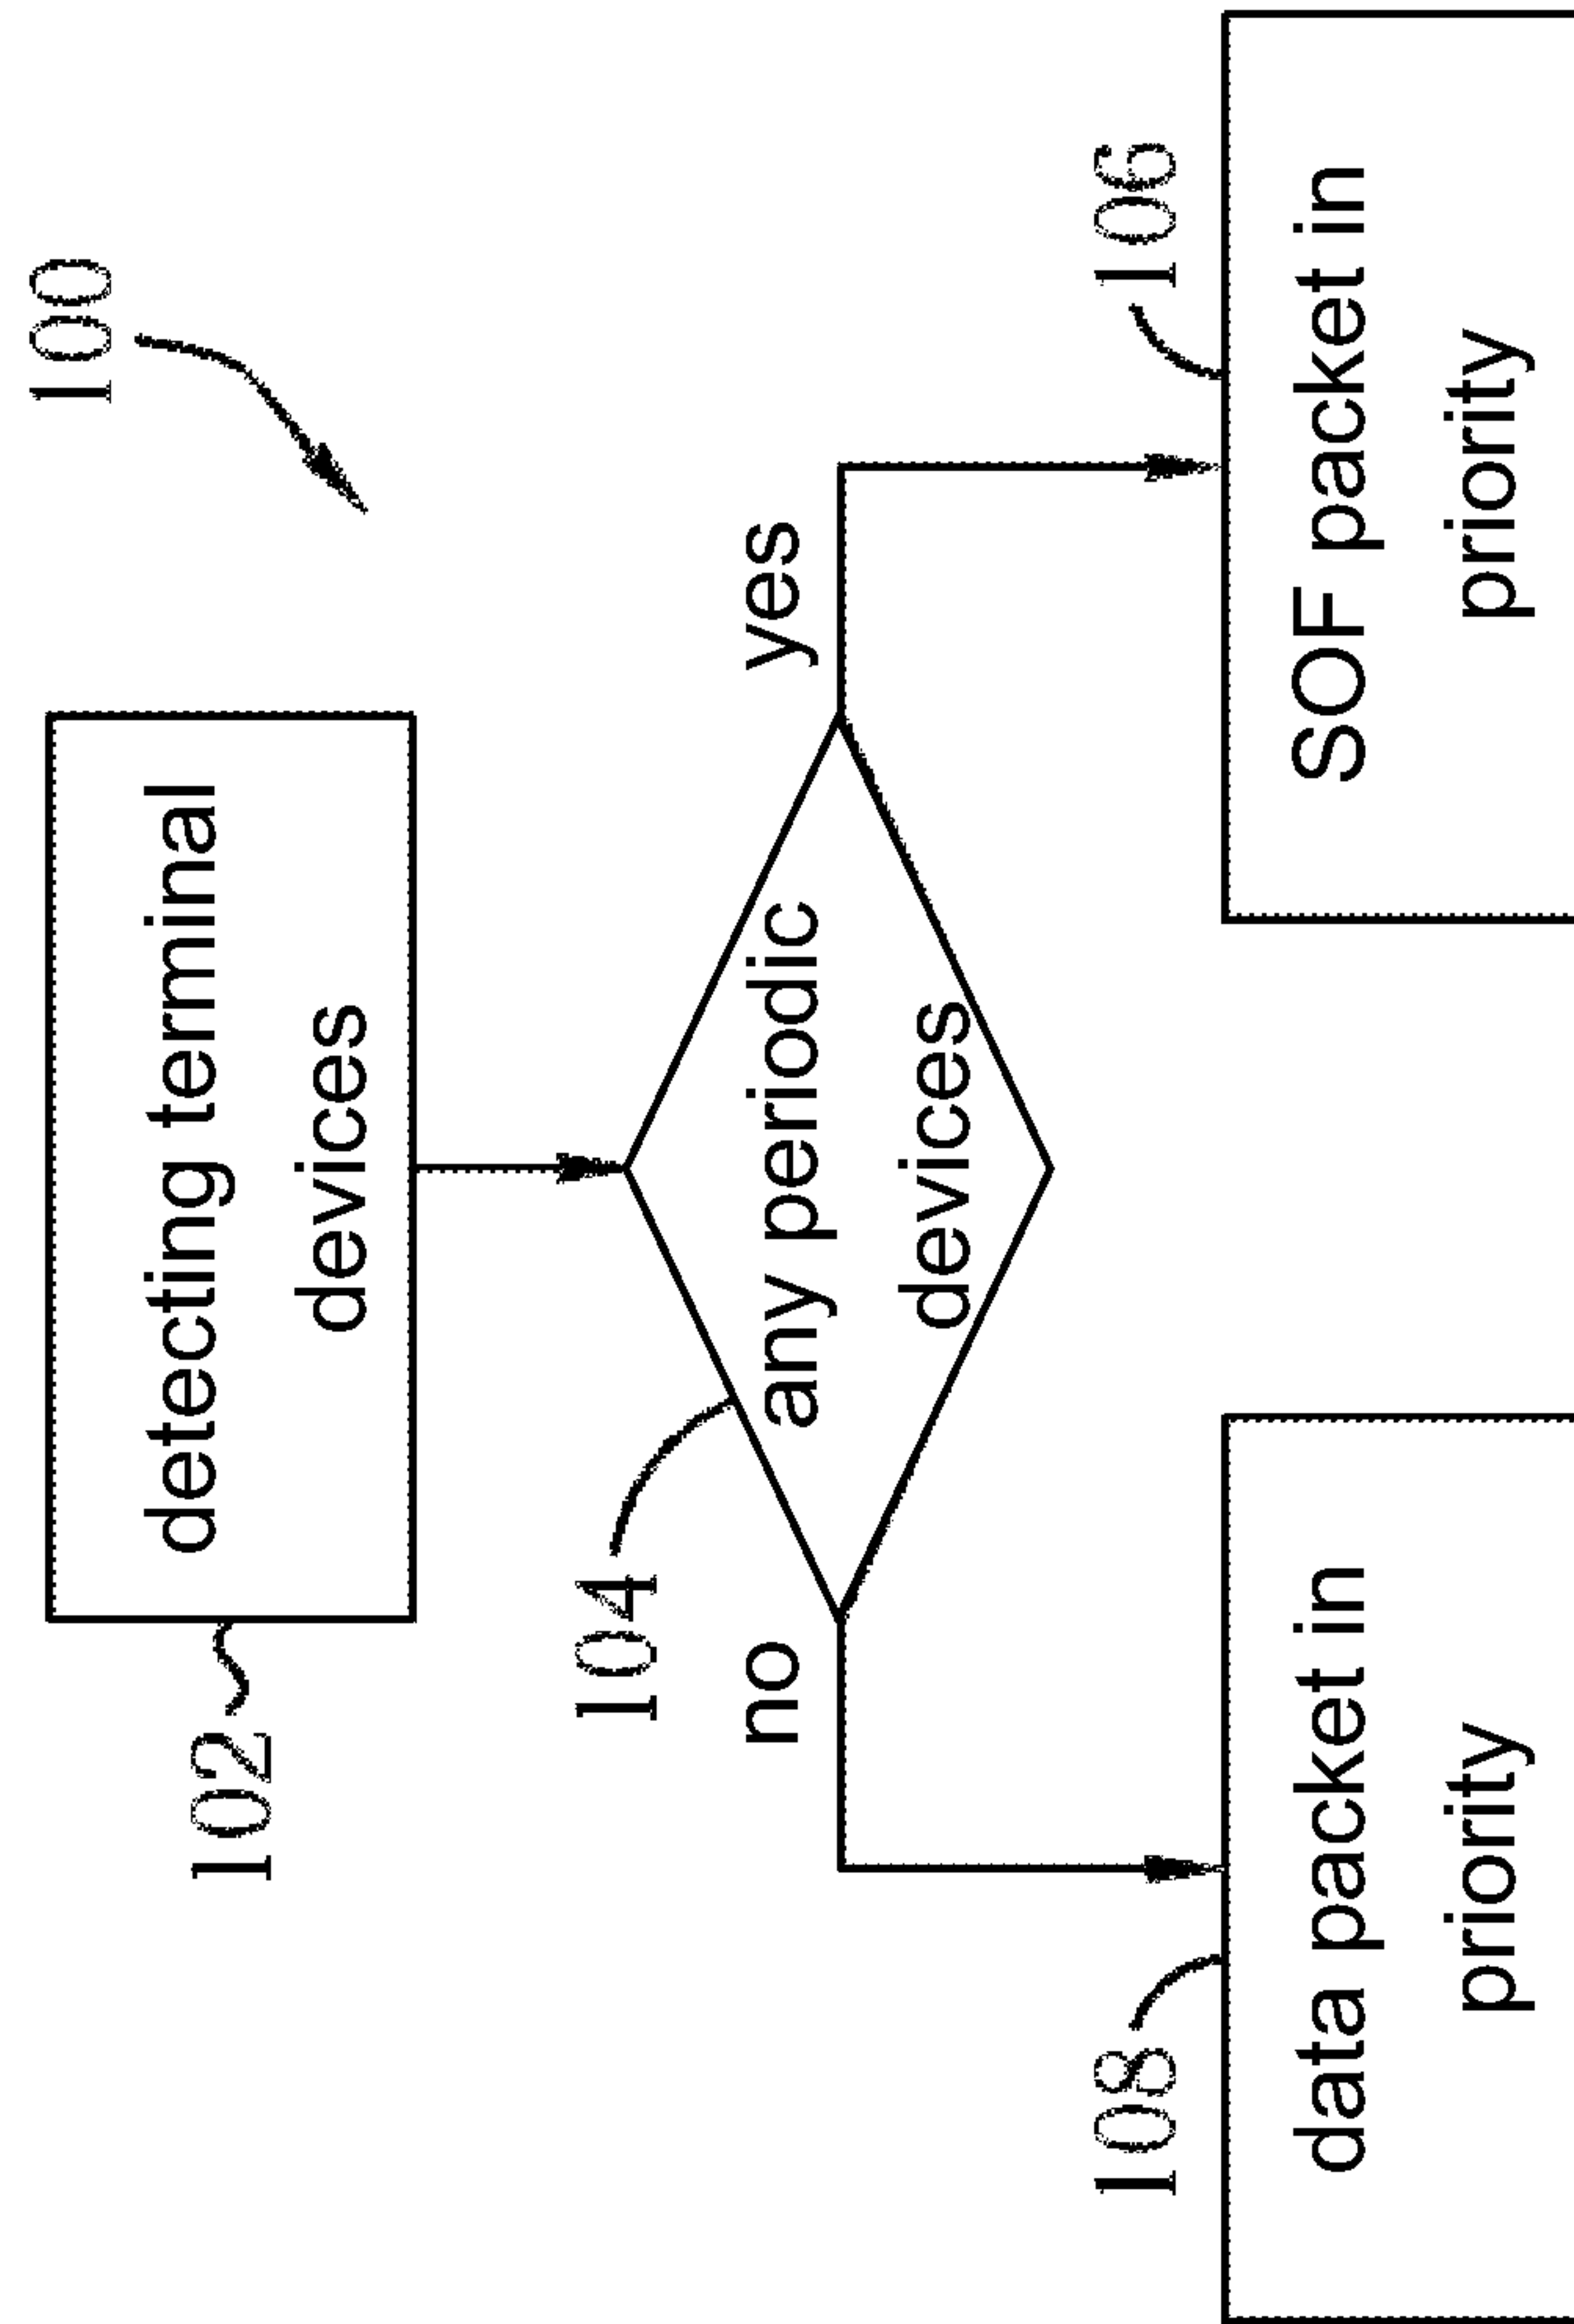 100
102
detecting terminal
devices
104
any periodic
devices
no
yes
108
data packet in
priority
106
SOF packet in
priority